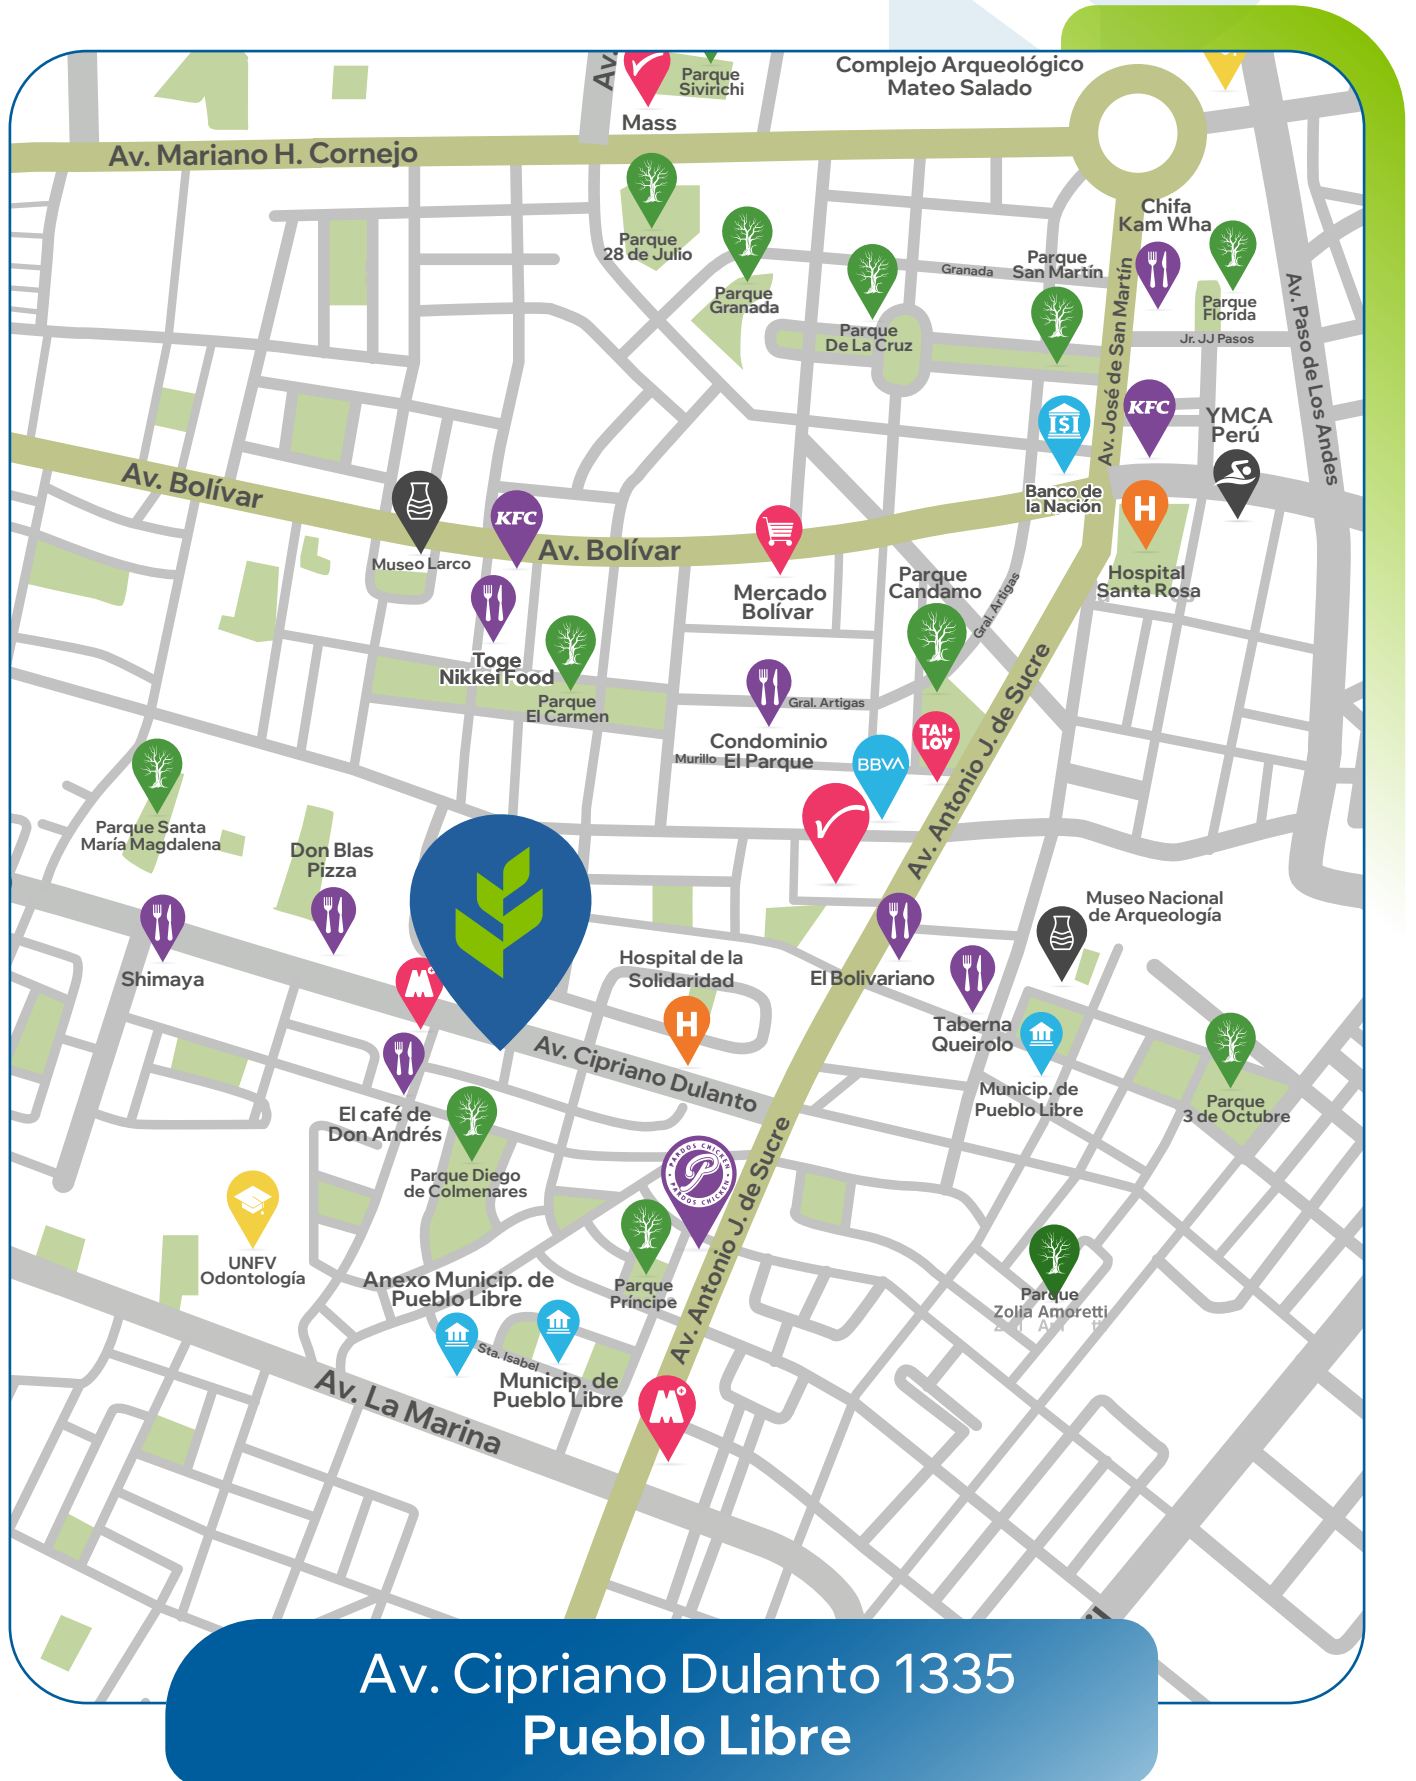 Av.
Parque
Sivirichi
Mass
Complejo Arqueológico
Mateo Salado
Av. Mariano H. Cornejo
Parque
28 de Julio
Parque
Granada
Parque
De La Cruz
Granada
Parque
San Martín
Chifa
Kam Wha
Parque
Florida
Jr. JJ Pasos
Av. José de San Martín
Av. Paso de Los Andes
KFC
YMCA
Perú
Banco de
la Nación
H
Hospital
Santa Rosa
Av. Bolívar
Museo Larco
KFC
Av. Bolívar
Mercado
Bolívar
Parque
Candamo
Gral. Artigas
Toge
Nikkei Food
Parque
El Carmen
Gral. Artigas
Condominio
El Parque
Murillo
TAI
LOY
BBVA
Av. Antonio J. de Sucre
Parque Santa
María Magdalena
Don Blas
Pizza
Shimaya
M+
Hospital de la
Solidaridad
H
El Bolivariano
Museo Nacional
de Arqueología
Taberna
Queirolo
Municip. de
Pueblo Libre
Parque
3 de Octubre
Av. Cipriano Dulanto
El café de
Don Andrés
Parque Diego
de Colmenares
PARDOS CHICKEN
PARDOS CHICKEN
Av. Antonio J. de Sucre
UNFV
Odontología
Parque
Príncipe
Parque
Zolia Amoretti
Anexo Municip. de
Pueblo Libre
Sta. Isabel
Municip. de
Pueblo Libre
M+
Av. La Marina
il
Av. Cipriano Dulanto 1335
Pueblo Libre